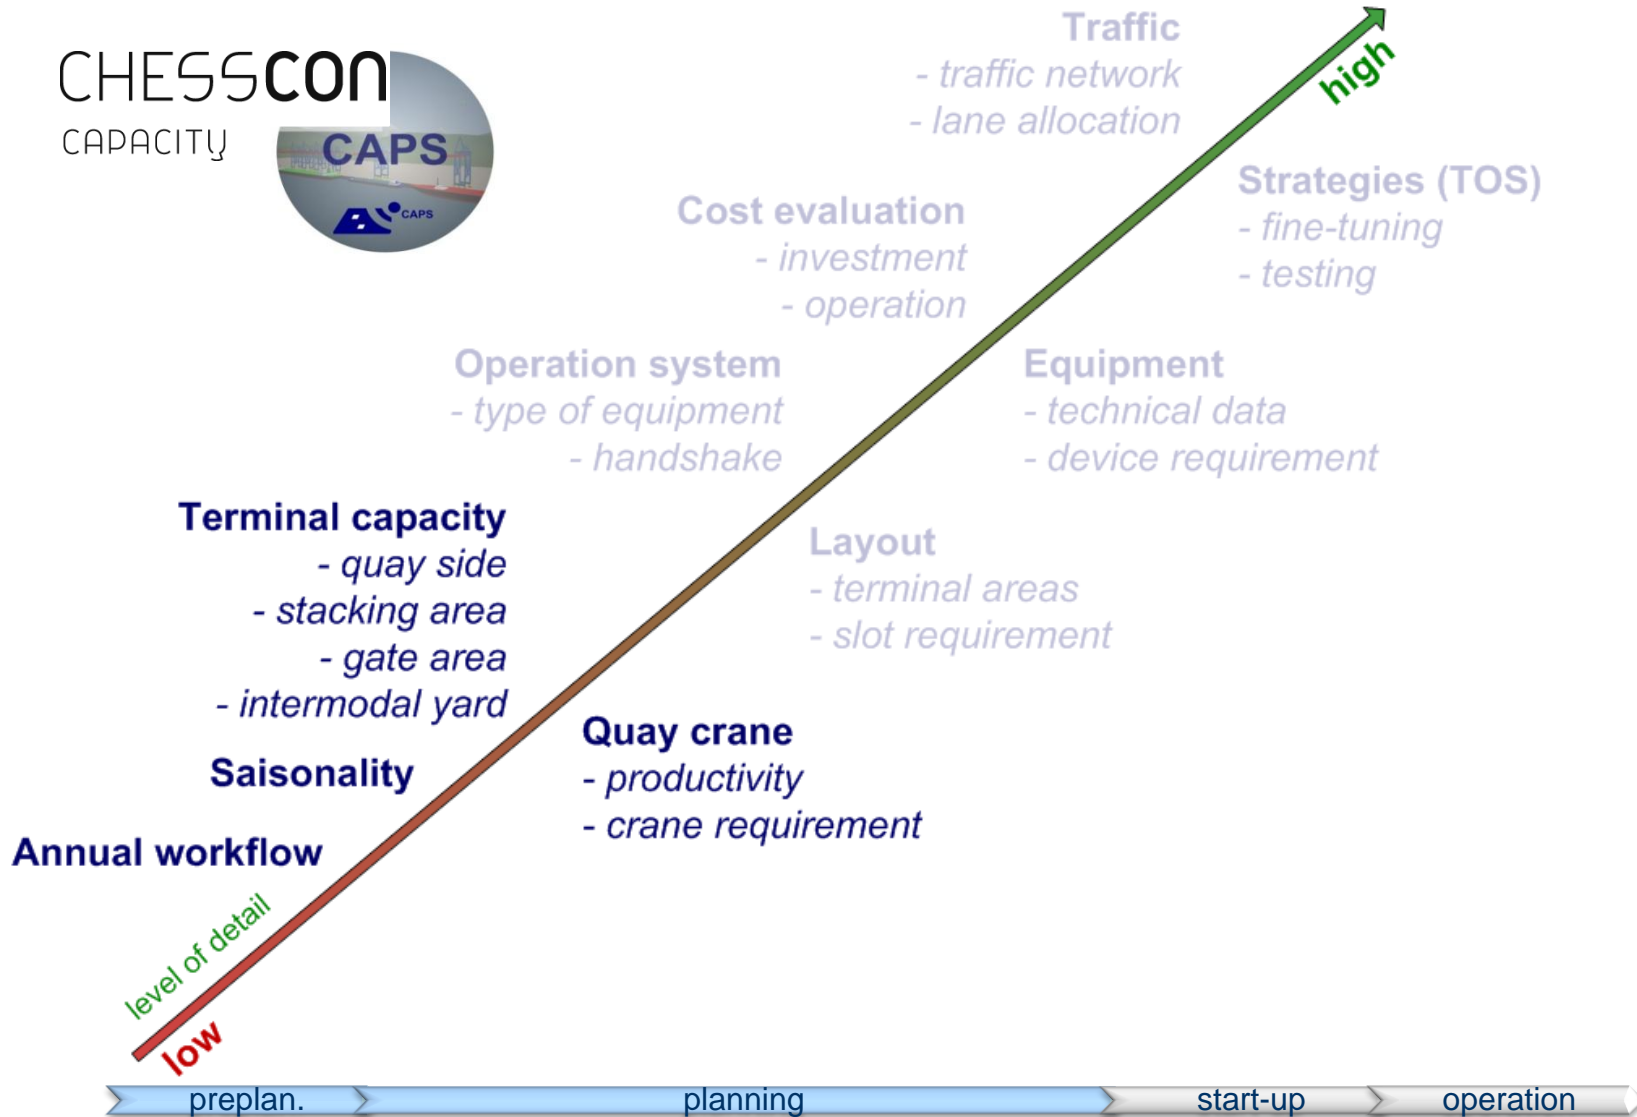 CHESSCON
CAPACITY
CAPS
CAPS
Traffic
- traffic network
- lane allocation
high
Strategies (TOS)
- fine-tuning
- testing
Cost evaluation
- investment
- operation
Operation system
- type of equipment
- handshake
Equipment
- technical data
- device requirement
Terminal capacity
- quay side
- stacking area
- gate area
- intermodal yard
Layout
- terminal areas
- slot requirement
Quay crane
- productivity
- crane requirement
Saisonality
Annual workflow
level of detail
low
preplan.
planning
start-up
operation